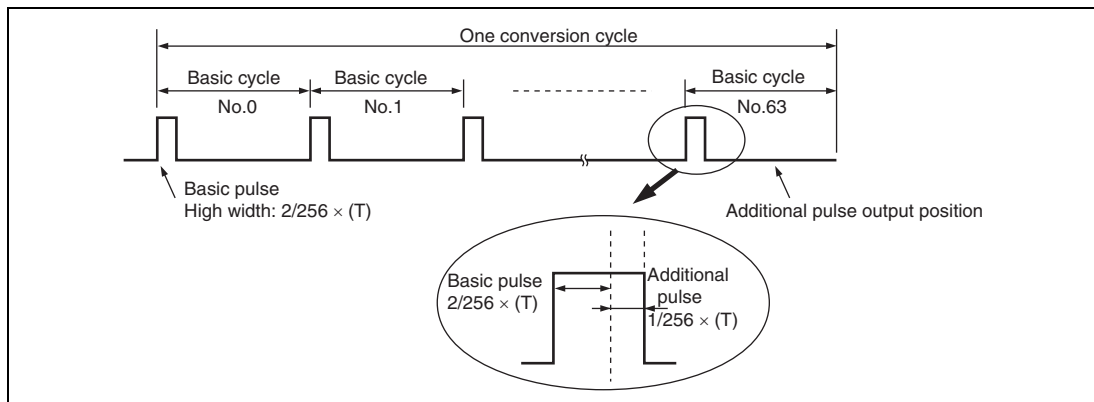 One conversion cycle
Basic cycle
No.0
Basic cycle
No.1
Basic cycle
No.63
Basic pulse
High width: 2/256 × (T)
Additional pulse output position
Basic pulse
2/256 × (T)
Additional
pulse
1/256 × (T)